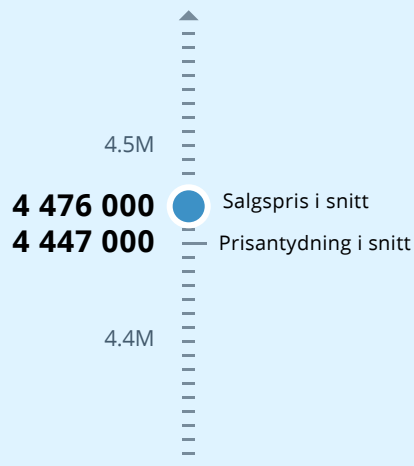 4.5M
4 476 000 Salgspris i snitt
4 447 000 Prisantydning i snitt
4.4M